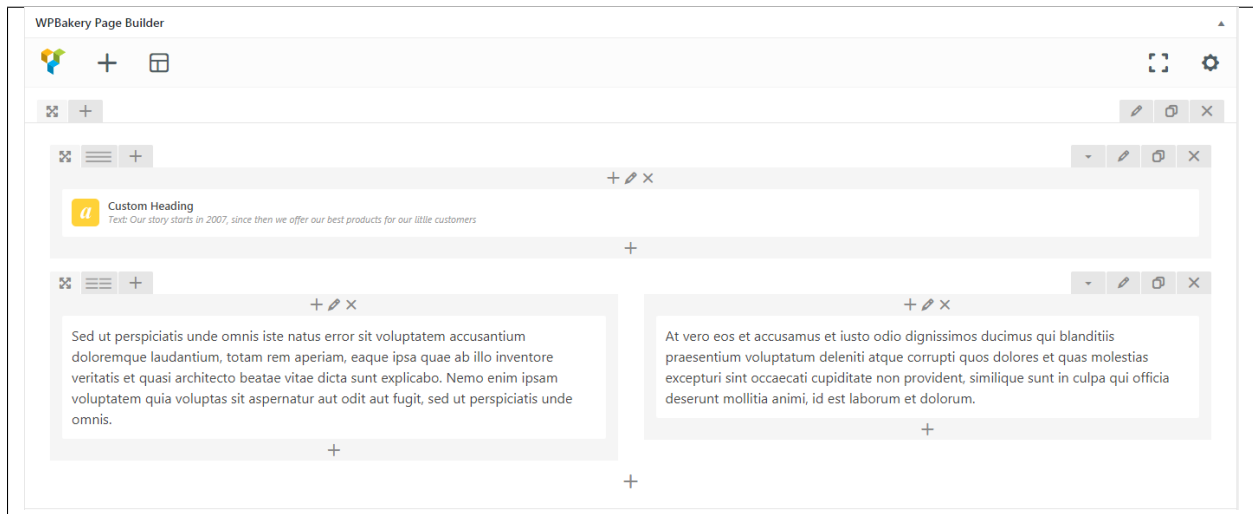 WPBakery Page Builder
Custom Heading
Text: Our story starts in 2007, since then we offer our best products for our little customers
Sed ut perspiciatis unde omnis iste natus error sit voluptatem accusantium
doloremque laudantium, totam rem aperiam, eaque ipsa quae ab illo inventore
veritatis et quasi architecto beatae vitae dicta sunt explicabo. Nemo enim ipsam
voluptatem quia voluptas sit aspernatur aut odit aut fugit, sed ut perspiciatis unde
omnis.
At vero eos et accusamus et iusto odio dignissimos ducimus qui blanditiis
praesentium voluptatum deleniti atque corrupti quos dolores et quas molestias
excepturi sint occaecati cupiditate non provident, similique sunt in culpa qui officia
deserunt mollitia animi, id est laborum et dolorum.